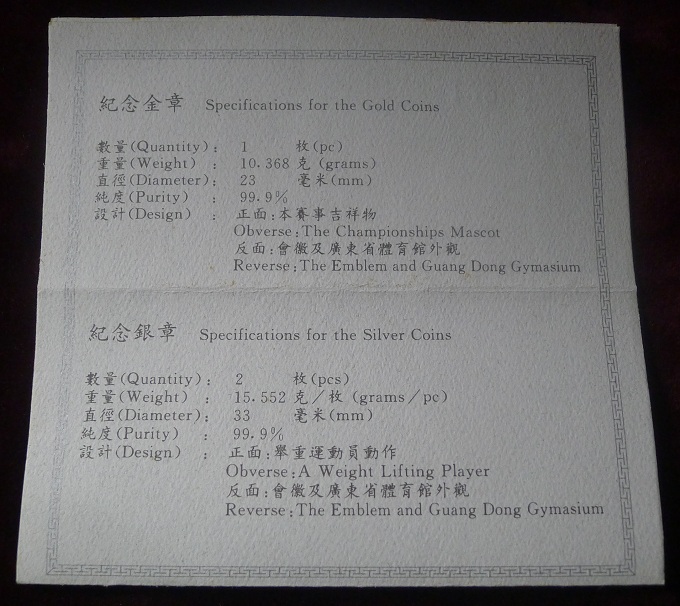 紀念金章 Specifications for the Gold Coins
數量(Quantity): 1 枚(pc)
重量(Weight) : 10.368 克 (grams)
直徑(Diameter): 23 毫米(mm)
純度(Purity) : 99.9%
設計(Design) : 正面:本賽事吉祥物
Obverse:The Championships Mascot
反面:會徽及廣東省體育館外觀
Reverse:The Emblem and Guang Dong Gymasium
紀念銀章 Specifications for the Silver Coins
數量(Quantity): 2 枚(pcs)
重量(Weight) : 15.552 克/枚 (grams/pc)
直徑(Diameter): 33 毫米(mm)
純度(Purity) : 99.9%
設計(Design) : 正面:舉重運動員動作
Obverse:A Weight Lifting Player
反面:會徽及廣東省體育館外觀
Reverse:The Emblem and Guang Dong Gymasium